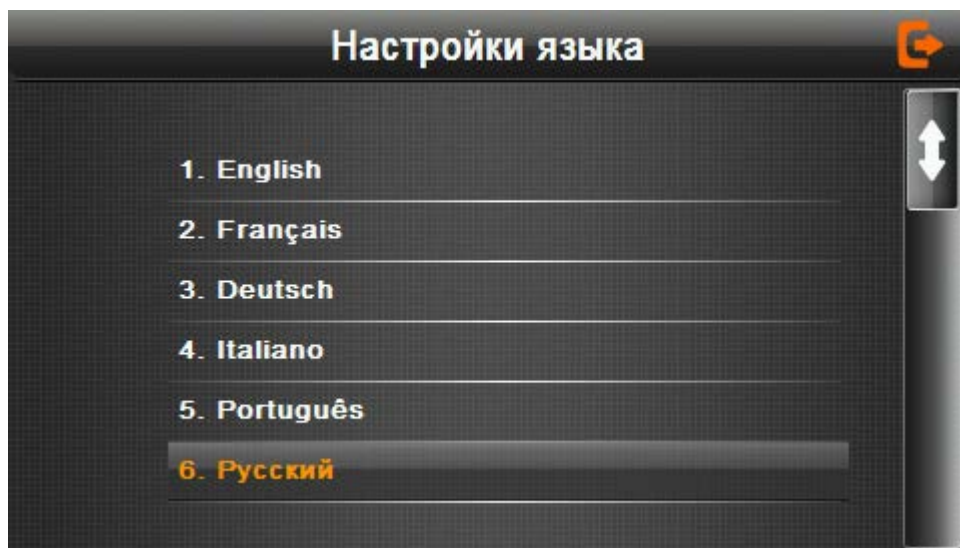 Настройки языка
1. English
2. Français
3. Deutsch
4. Italiano
5. Português
6. Русский